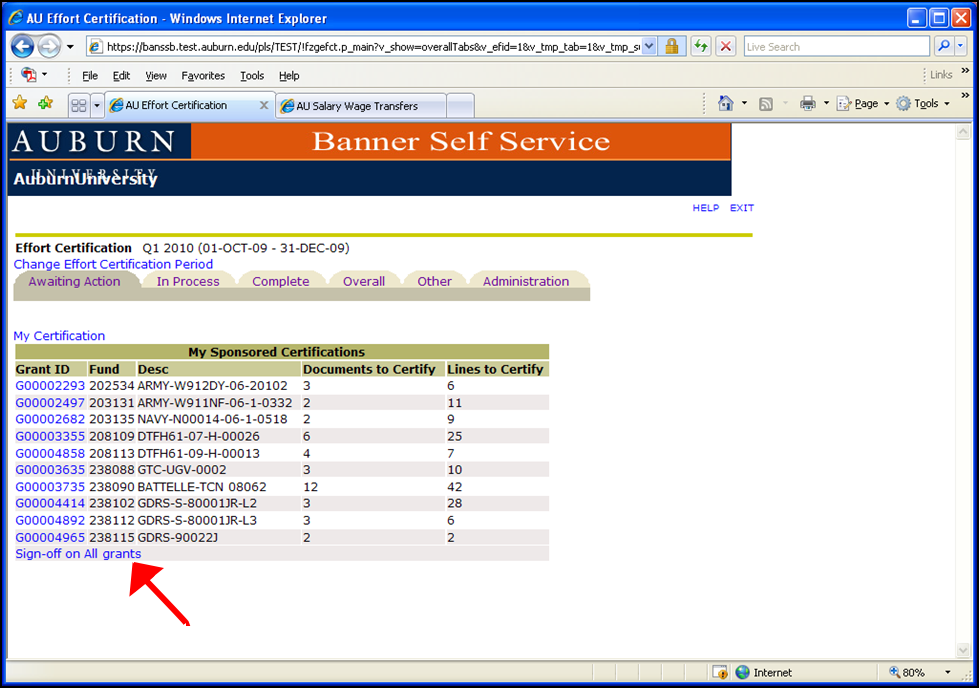 AU Effort Certification - Windows Internet Explorer
https://banssb.test.auburn.edu/pls/TEST/!fzgefct.p_main?v_show=overallTabs&v_efid=1&v_tmp_tab=1&v_tmp_su
Live Search
File Edit View Favorites Tools Help
Links »
AU Effort Certification X AU Salary Wage Transfers
Page Tools »
AUBURN
UNIVERSITY
Banner Self Service
AuburnUniversity
HELP EXIT
Effort Certification Q1 2010 (01-OCT-09 - 31-DEC-09)
Change Effort Certification Period
Awaiting Action In Process Complete Overall Other Administration
My Certification
My Sponsored Certifications
Grant ID Fund Desc Documents to Certify Lines to Certify
G00002293 202534 ARMY-W912DY-06-20102 3 6
G00002497 203131 ARMY-W911NF-06-1-0332 2 11
G00002682 203135 NAVY-N00014-06-1-0518 2 9
G00003355 208109 DTFH61-07-H-00026 6 25
G00004858 208113 DTFH61-09-H-00013 4 7
G00003635 238088 GTC-UGV-0002 3 10
G00003735 238090 BATTELLE-TCN 08062 12 42
G00004414 238102 GDRS-S-80001JR-L2 3 28
G00004892 238112 GDRS-S-80001JR-L3 3 6
G00004965 238115 GDRS-90022J 2 2
Sign-off on All grants
Internet 80%